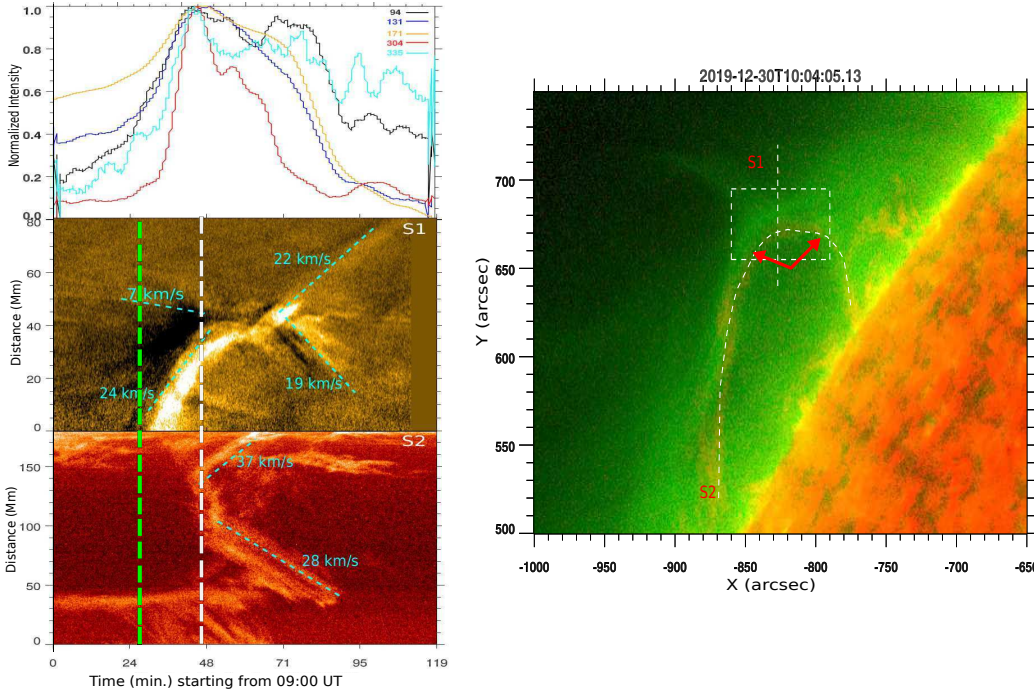 94
131
171
304
335
Normalized Intensity
1.0
0.8
0.6
0.4
0.2
0.0
S1
22 km/s
7 km/s
24 km/s
19 km/s
Distance (Mm)
80
60
40
20
0
S2
37 km/s
28 km/s
Distance (Mm)
150
100
50
0
0 24 48 71 95 119
Time (min.) starting from 09:00 UT
2019-12-30T10:04:05.13
S1
S2
Y (arcsec)
700
650
600
550
500
-1000 -950 -900 -850 -800 -750 -700 -650
X (arcsec)